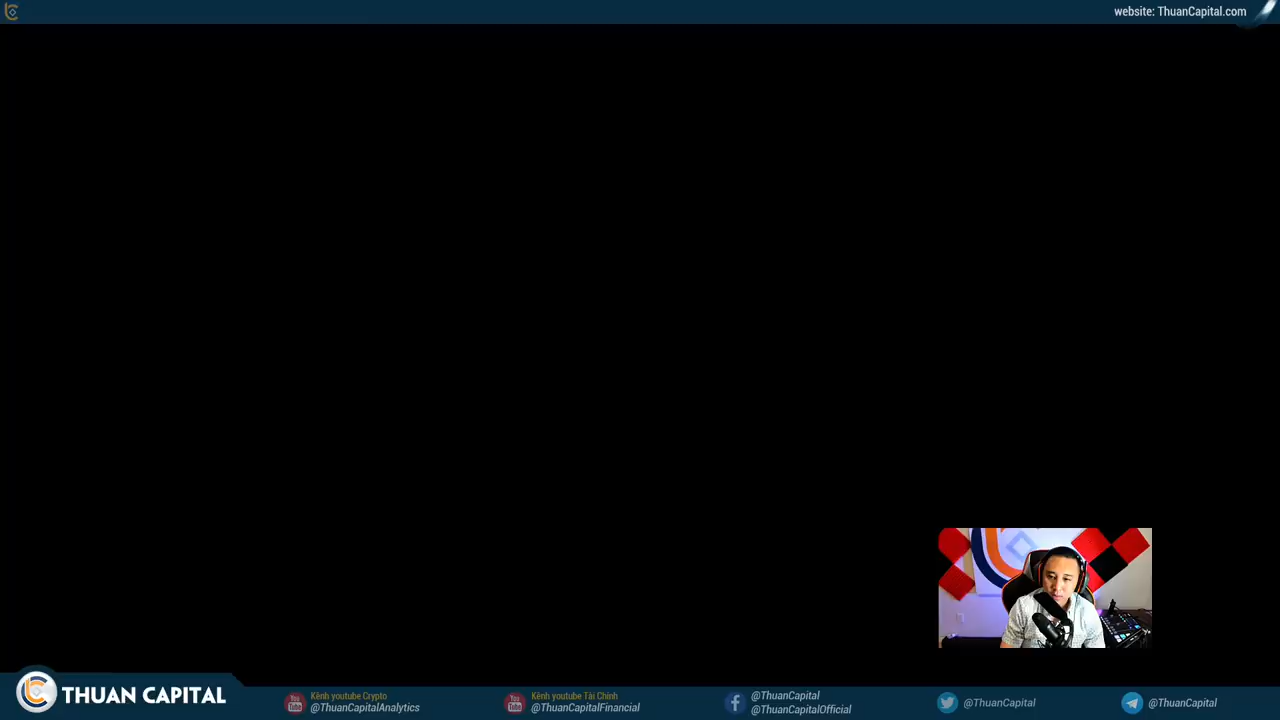 website: ThuanCapital.com
THUAN CAPITAL
Kênh youtube Crypto
@ThuanCapitalAnalytics
Kênh youtube Tài Chính
@ThuanCapitalFinancial
@ThuanCapital
@ThuanCapitalOfficial
@ThuanCapital
@ThuanCapital